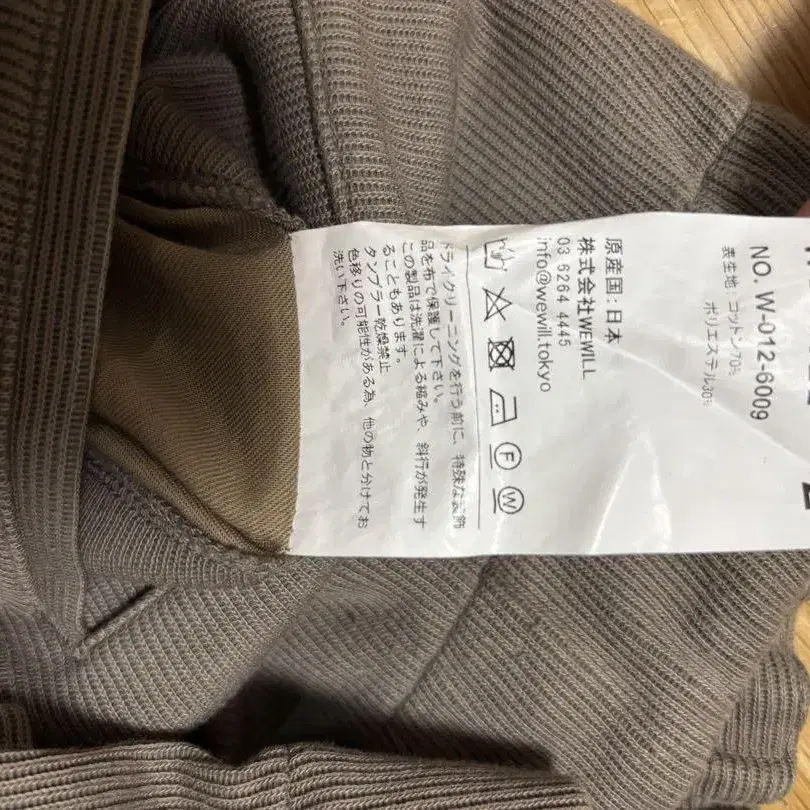 NO. W-012-6009
表生地: コットン70%
ポリエステル30%
原産国:日本
株式会社WEWILL
03 6264 4445
info@wewill.tokyo
F W
ドライクリーニングを行う前に、特殊な装飾
品を布で保護して下さい。
この製品は洗濯による縮みや、斜行が発生す
ることもあります。
タンブラー乾燥禁止
色移りの可能性がある為、他の物と分けてお
洗い下さい。